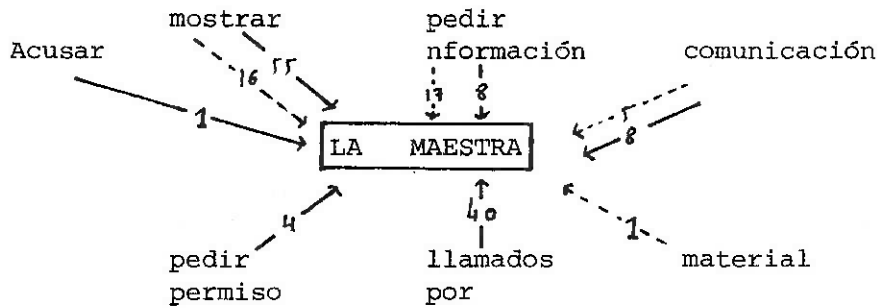 mostrar pedir
Acusar nformación comunicación
16 55 17 8
1 5
8
LA MAESTRA
4 40 1
pedir llamados material
permiso por